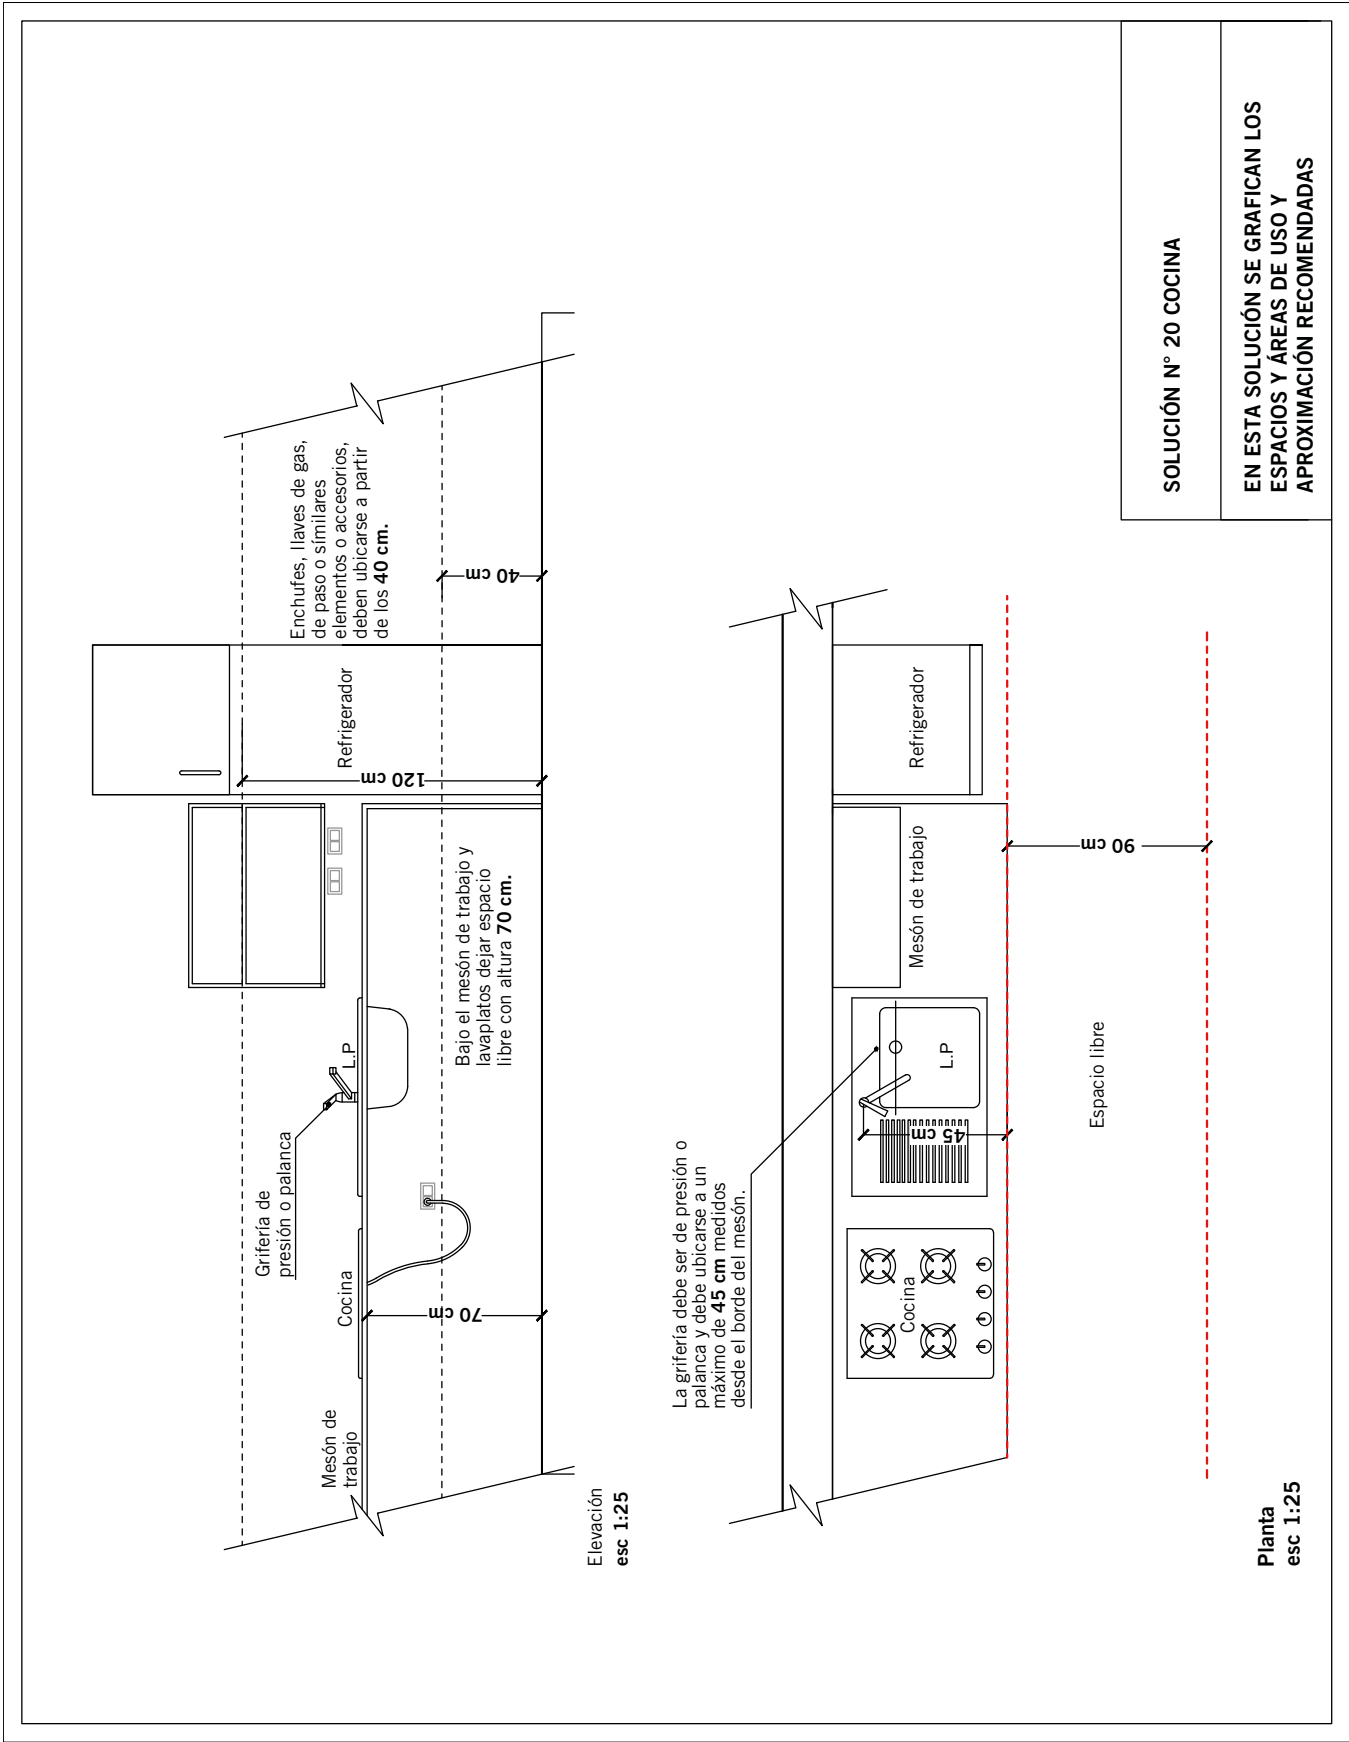 Grifería de
presión o palanca
Mesón de
trabajo
Cocina
L.P
70 cm
Bajo el mesón de trabajo y
lavaplatos dejar espacio
libre con altura 70 cm.
120 cm
Refrigerador
Enchufes, llaves de gas,
de paso o símilares
elementos o accesorios,
deben ubicarse a partir
de los 40 cm.
40 cm
Elevación
esc 1:25
La grifería debe ser de presión o
palanca y debe ubicarse a un
máximo de 45 cm medidos
desde el borde del mesón.
Cocina
45 cm
L.P
Mesón de trabajo
Refrigerador
90 cm
Espacio libre
Planta
esc 1:25
SOLUCIÓN N° 20 COCINA
EN ESTA SOLUCIÓN SE GRAFICAN LOS
ESPACIOS Y ÁREAS DE USO Y
APROXIMACIÓN RECOMENDADAS